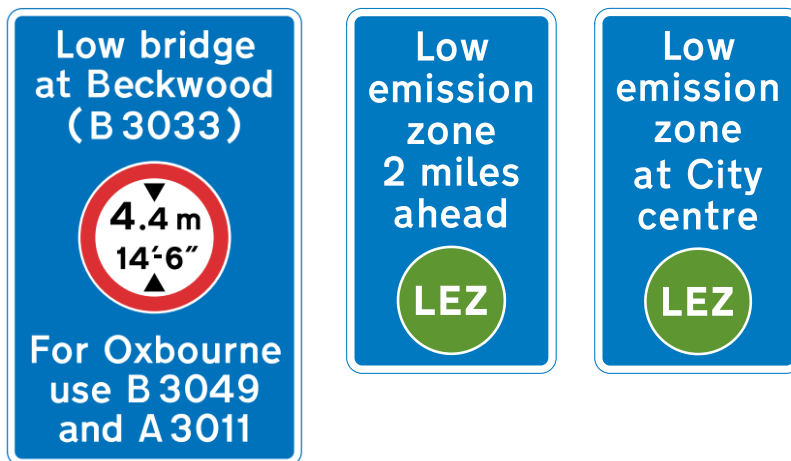 Low bridge
at Beckwood
(B 3033)
4.4 m
14'-6"
For Oxbourne
use B 3049
and A 3011
Low
emission
zone
2 miles
ahead
LEZ
Low
emission
zone
at City
centre
LEZ